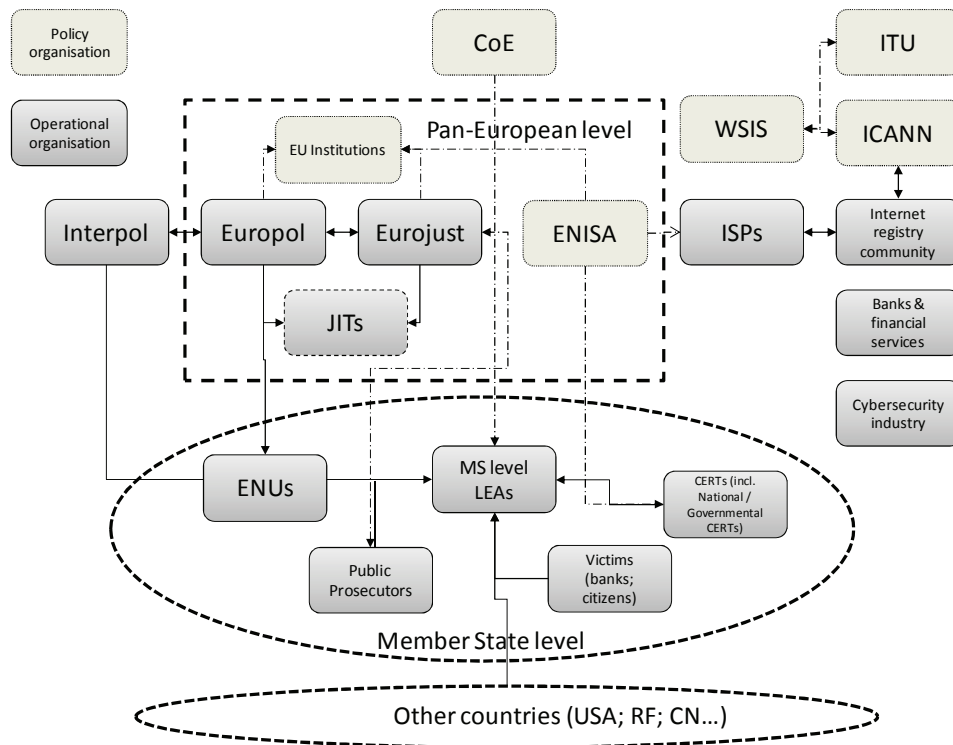 Policy
organisation
CoE
ITU
Operational
organisation
Pan-European level
WSIS
ICANN
EU Institutions
Interpol
Europol
Eurojust
ENISA
ISPs
Internet
registry
community
JITs
Banks &
financial
services
Cybersecurity
industry
ENUs
MS level
LEAs
CERTs (incl.
National /
Governmental
CERTs)
Public
Prosecutors
Victims
(banks;
citizens)
Member State level
Other countries (USA; RF; CN...)